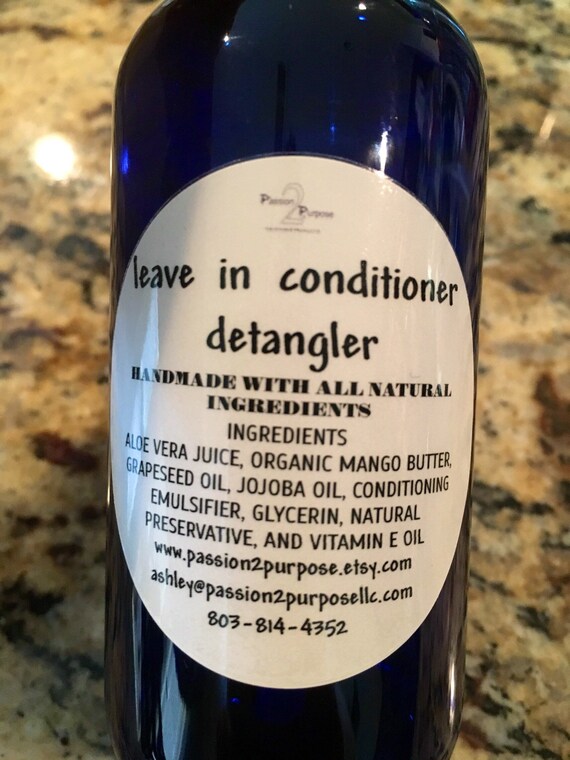 Passion 2 Purpose
leave in conditioner
detangler
HANDMADE WITH ALL NATURAL
INGREDIENTS
INGREDIENTS
ALOE VERA JUICE, ORGANIC MANGO BUTTER,
GRAPESEED OIL, JOJOBA OIL, CONDITIONING
EMULSIFIER, GLYCERIN, NATURAL
PRESERVATIVE, AND VITAMIN E OIL
www.passion2purpose.etsy.com
ashley@passion2purposellc.com
803-814-4352